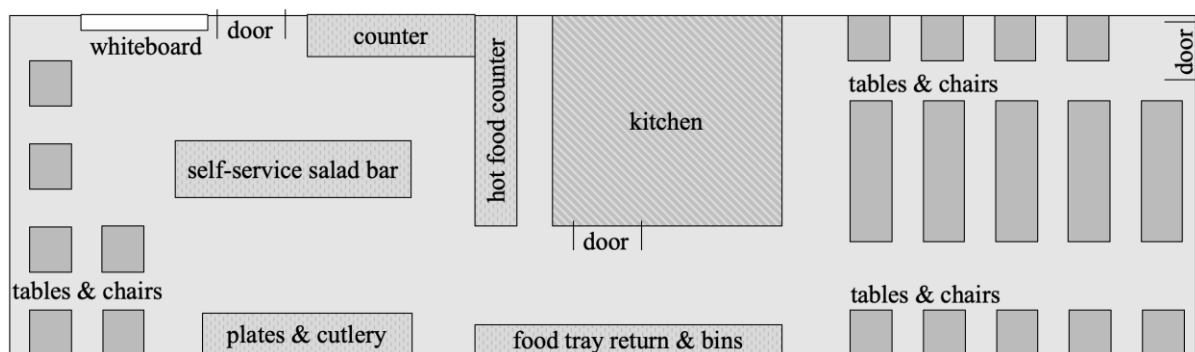 whiteboard
door
counter
hot food counter
kitchen
tables & chairs
door
self-service salad bar
door
tables & chairs
tables & chairs
plates & cutlery
food tray return & bins